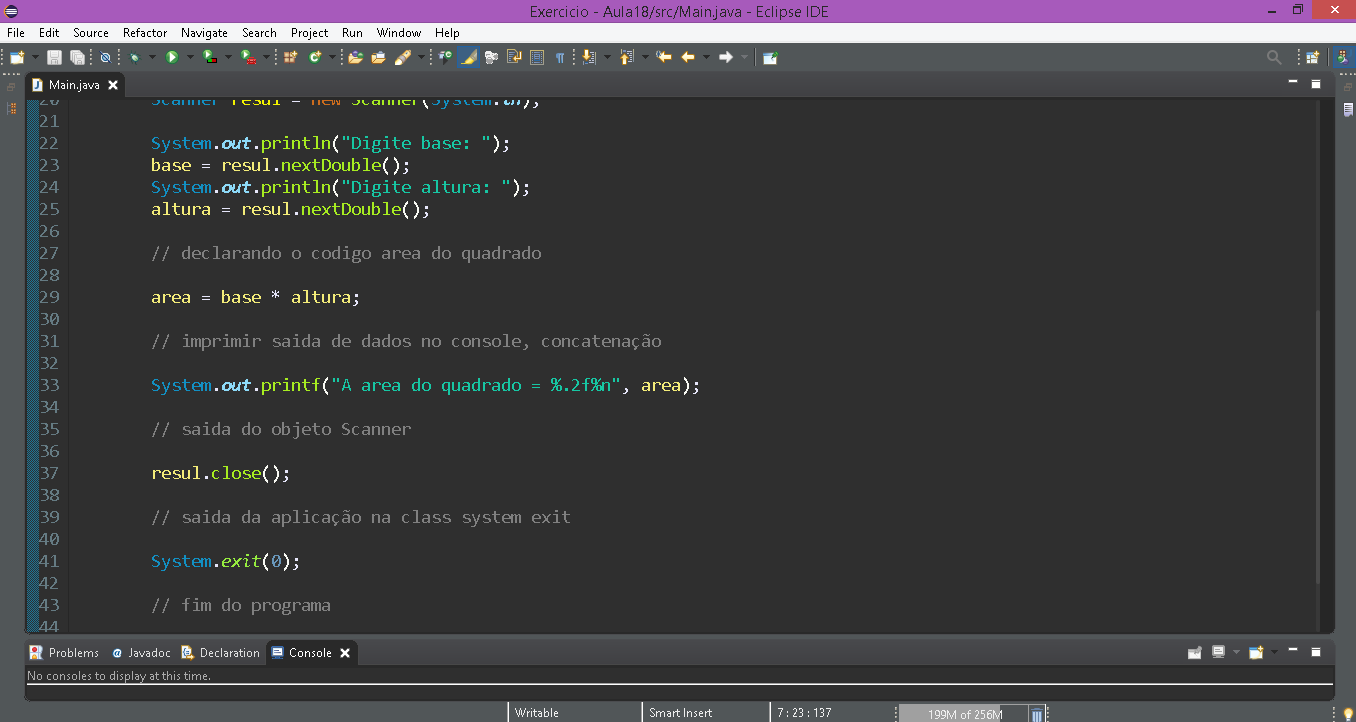 Exercicio - Aula18/src/Main.java - Eclipse IDE
File Edit Source Refactor Navigate Search Project Run Window Help
Main.java
20 Scanner resul = new Scanner(System.in);
21
22 System.out.println("Digite base: ");
23 base = resul.nextDouble();
24 System.out.println("Digite altura: ");
25 altura = resul.nextDouble();
26
27 // declarando o codigo area do quadrado
28
29 area = base * altura;
30
31 // imprimir saida de dados no console, concatenação
32
33 System.out.printf("A area do quadrado = %.2f%n", area);
34
35 // saida do objeto Scanner
36
37 resul.close();
38
39 // saida da aplicação na class system exit
40
41 System.exit(0);
42
43 // fim do programa
44
Problems Javadoc Declaration Console
No consoles to display at this time.
Writable Smart Insert 7 : 23 : 137 199M of 256M